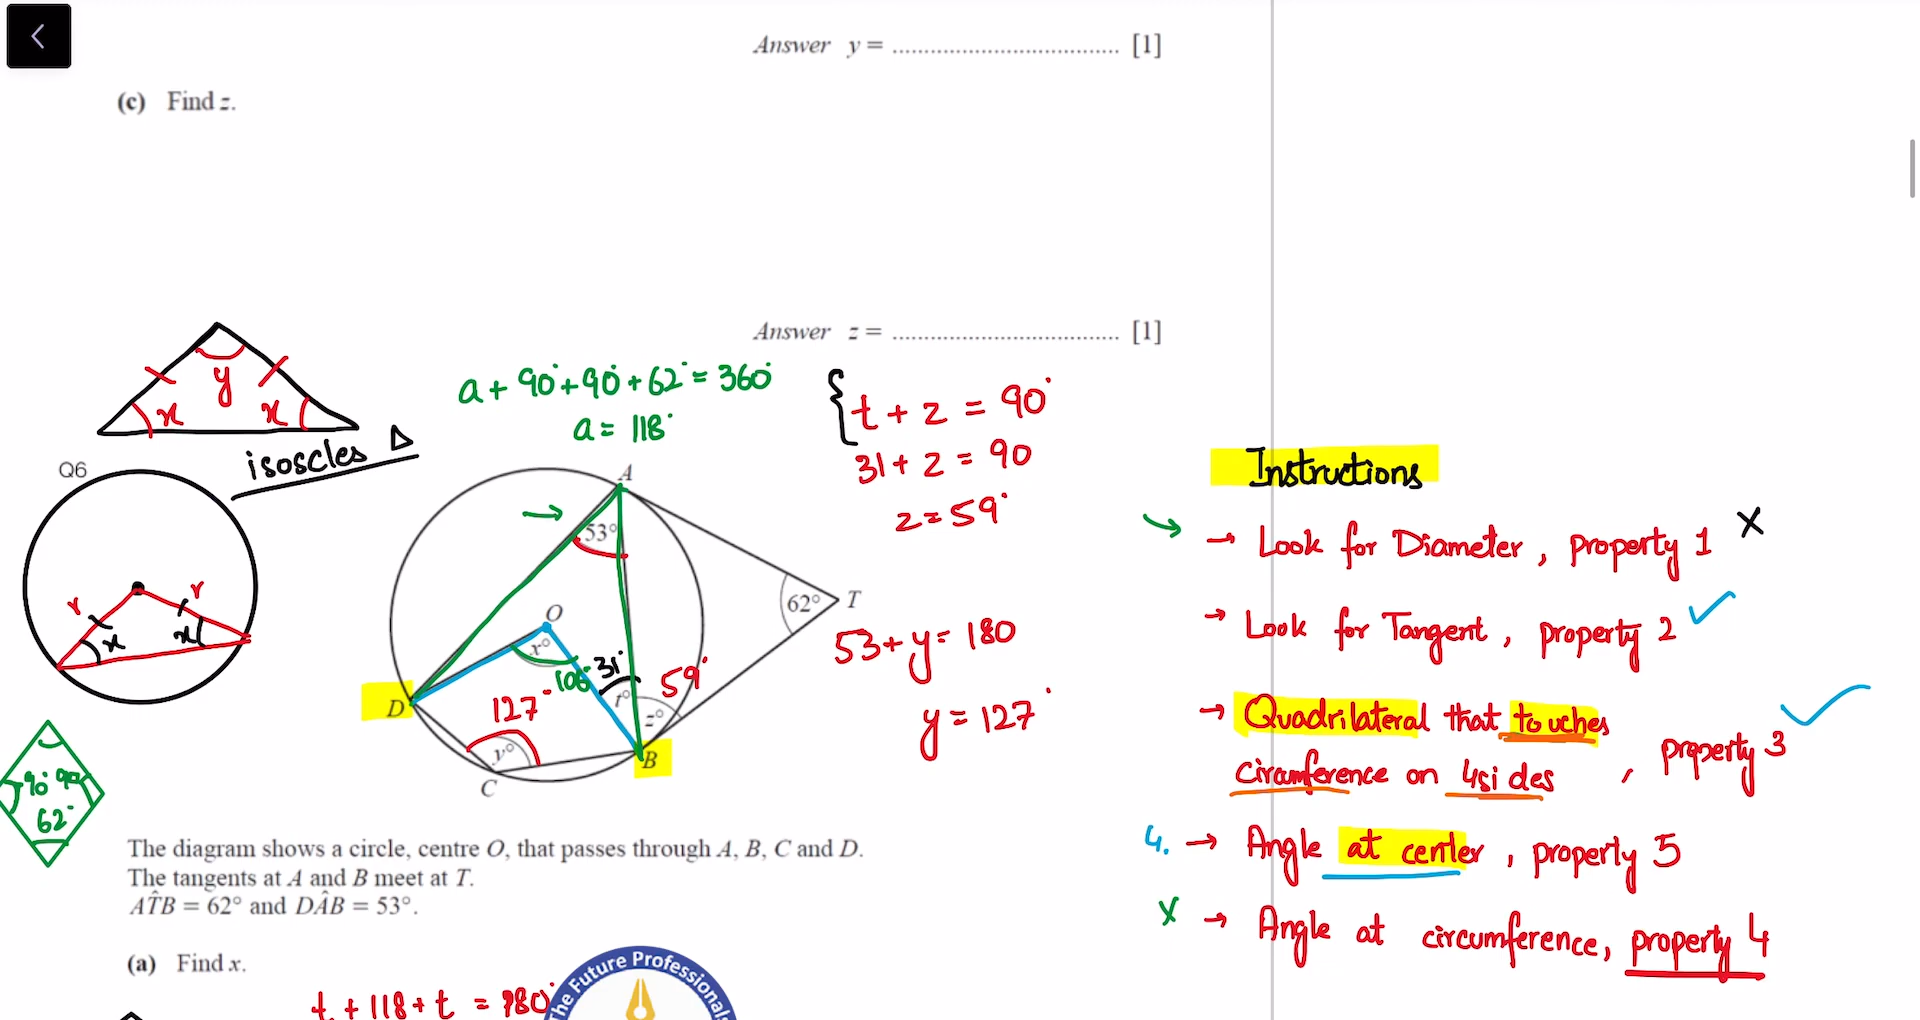 Answer y = .................................... [1]
(c) Find z.
Answer z = .................................... [1]
y
x x
isoscles Δ
a + 90° + 90° + 62° = 360°
a = 118°
t + z = 90°
31 + z = 90
z = 59°
Q6
r r
x x
A
53°
O
x°
106°
31°
t°
59°
z°
62° T
D
127°
y°
C
B
53 + y = 180
y = 127°
90° 90
62°
Instructions
→ Look for Diameter, property 1 X
→ Look for Tangent, property 2 ✓
→ Quadrilateral that touches
circumference on 4sides, property 3 ✓
4. → Angle at center, property 5
X → Angle at circumference, property 4
The diagram shows a circle, centre O, that passes through A, B, C and D.
The tangents at A and B meet at T.
AT̂B = 62° and DÂB = 53°.
(a) Find x.
t + 118 + t = 180°
The Future Professionals